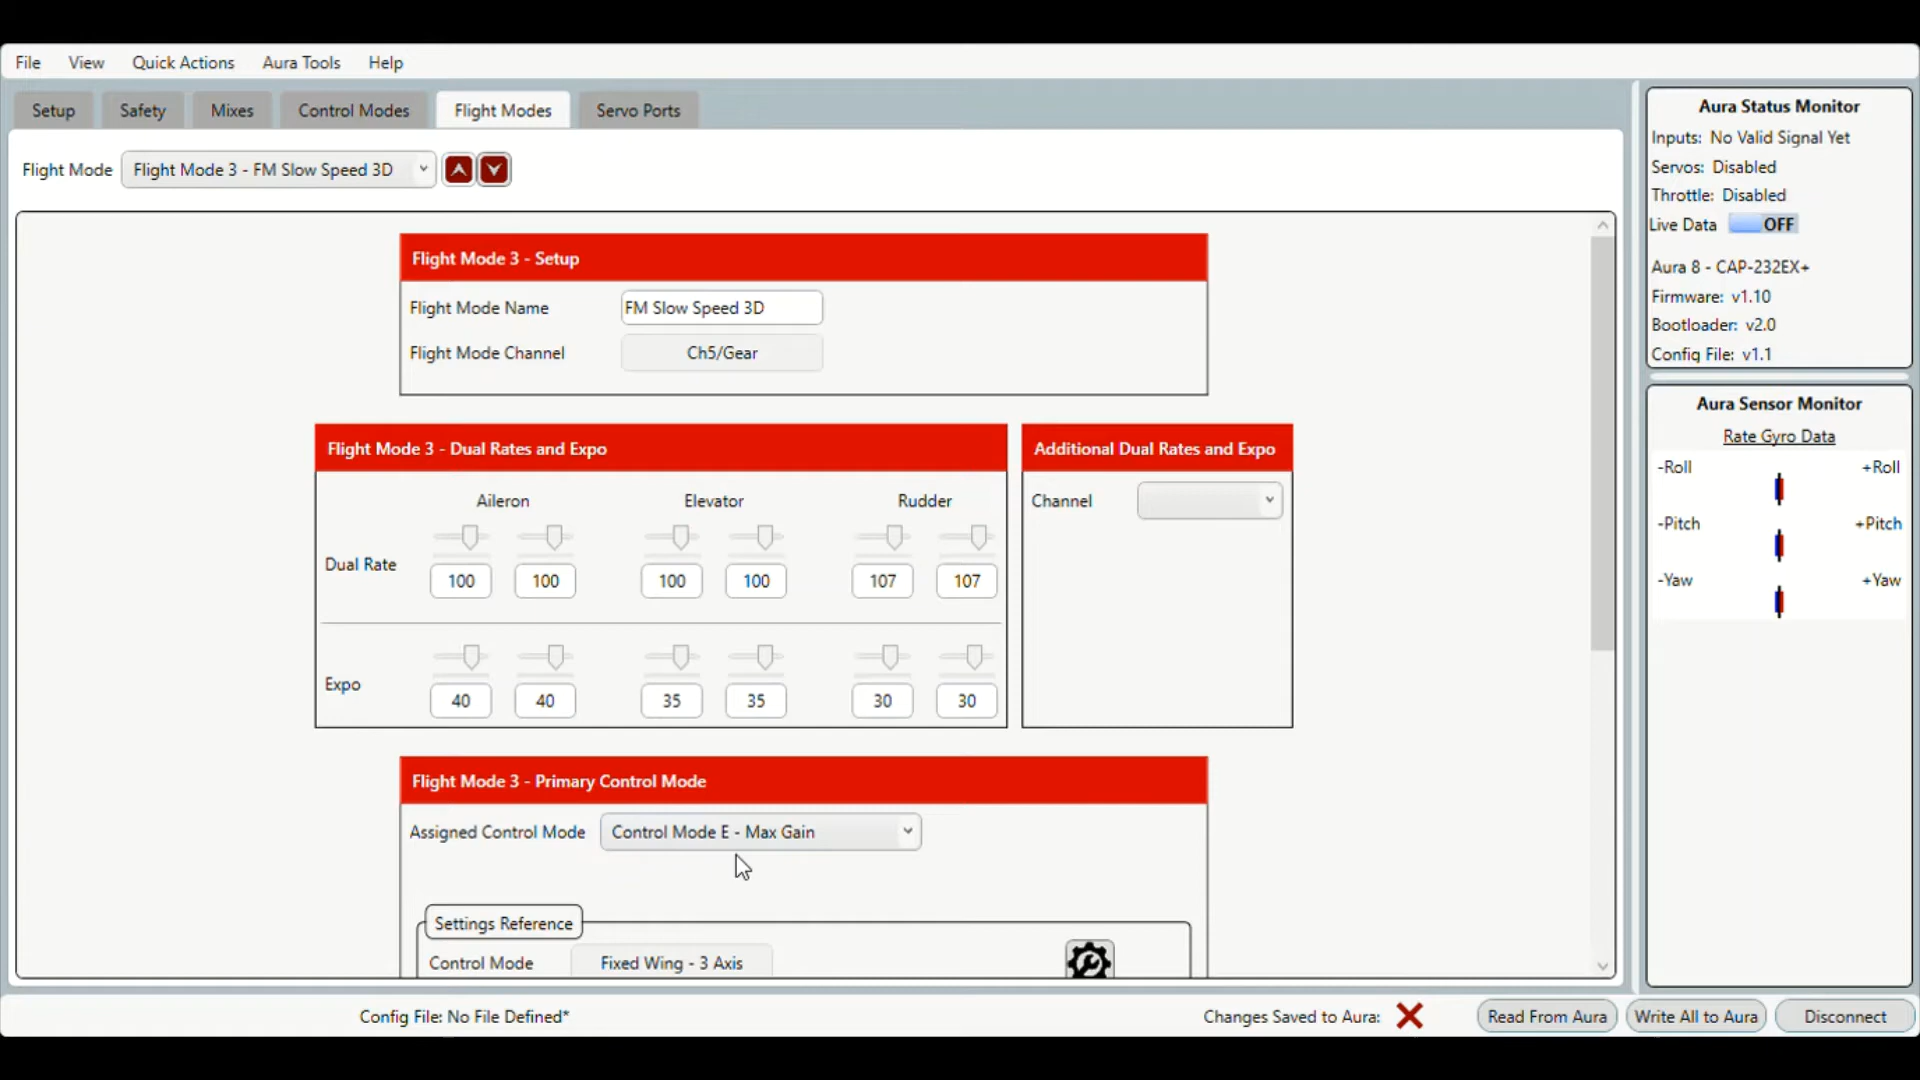 File View Quick Actions Aura Tools Help
Setup Safety Mixes Control Modes Flight Modes Servo Ports
Flight Mode Flight Mode 3 - FM Slow Speed 3D
Flight Mode 3 - Setup
Flight Mode Name FM Slow Speed 3D
Flight Mode Channel Ch5/Gear
Flight Mode 3 - Dual Rates and Expo
Aileron Elevator Rudder
Dual Rate 100 100 100 100 107 107
Expo 40 40 35 35 30 30
Additional Dual Rates and Expo
Channel
Flight Mode 3 - Primary Control Mode
Assigned Control Mode Control Mode E - Max Gain
Settings Reference
Control Mode Fixed Wing - 3 Axis
Aura Status Monitor
Inputs: No Valid Signal Yet
Servos: Disabled
Throttle: Disabled
Live Data OFF
Aura 8 - CAP-232EX+
Firmware: v1.10
Bootloader: v2.0
Config File: v1.1
Aura Sensor Monitor
Rate Gyro Data
-Roll +Roll
-Pitch +Pitch
-Yaw +Yaw
Config File: No File Defined* Changes Saved to Aura: Read From Aura Write All to Aura Disconnect